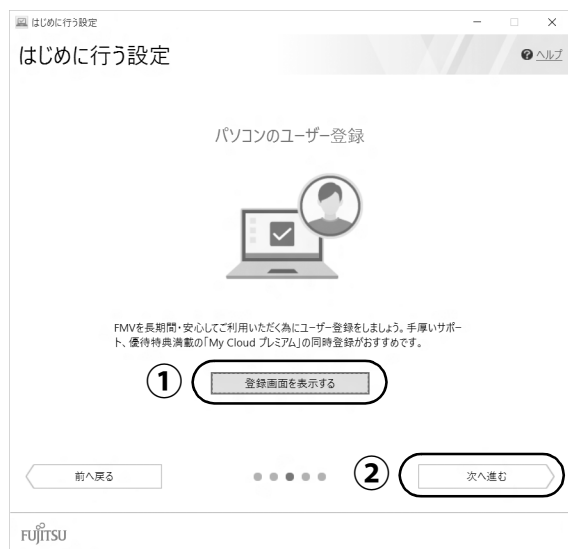 はじめに行う設定
はじめに行う設定
ヘルプ
パソコンのユーザー登録
FMVを長期間・安心してご利用いただく為にユーザー登録をしましょう。手厚いサポー
ト、優待特典満載の「My Cloud プレミアム」の同時登録がおすすめです。
① 登録画面を表示する
前へ戻る ② 次へ進む
FUJITSU